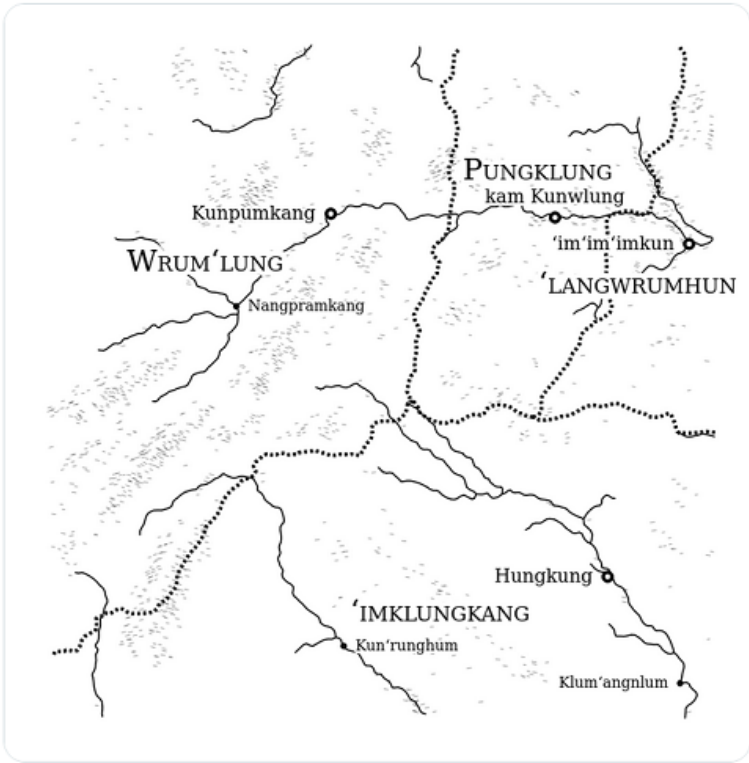 PUNGKLUNG
kam Kunwlung
Kunpumkang
‘im‘im‘imkun
WRUM‘LUNG
‘LANGWRUMHUN
Nangpramkang
Hungkung
‘IMKLUNGKANG
Kun‘runghum
Klum‘angnlum